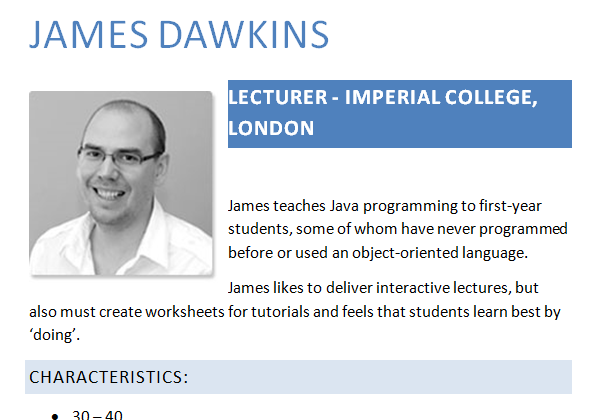 JAMES DAWKINS
LECTURER - IMPERIAL COLLEGE,
LONDON
James teaches Java programming to first-year
students, some of whom have never programmed
before or used an object-oriented language.
James likes to deliver interactive lectures, but
also must create worksheets for tutorials and feels that students learn best by
‘doing’.
CHARACTERISTICS:
• 30 – 40